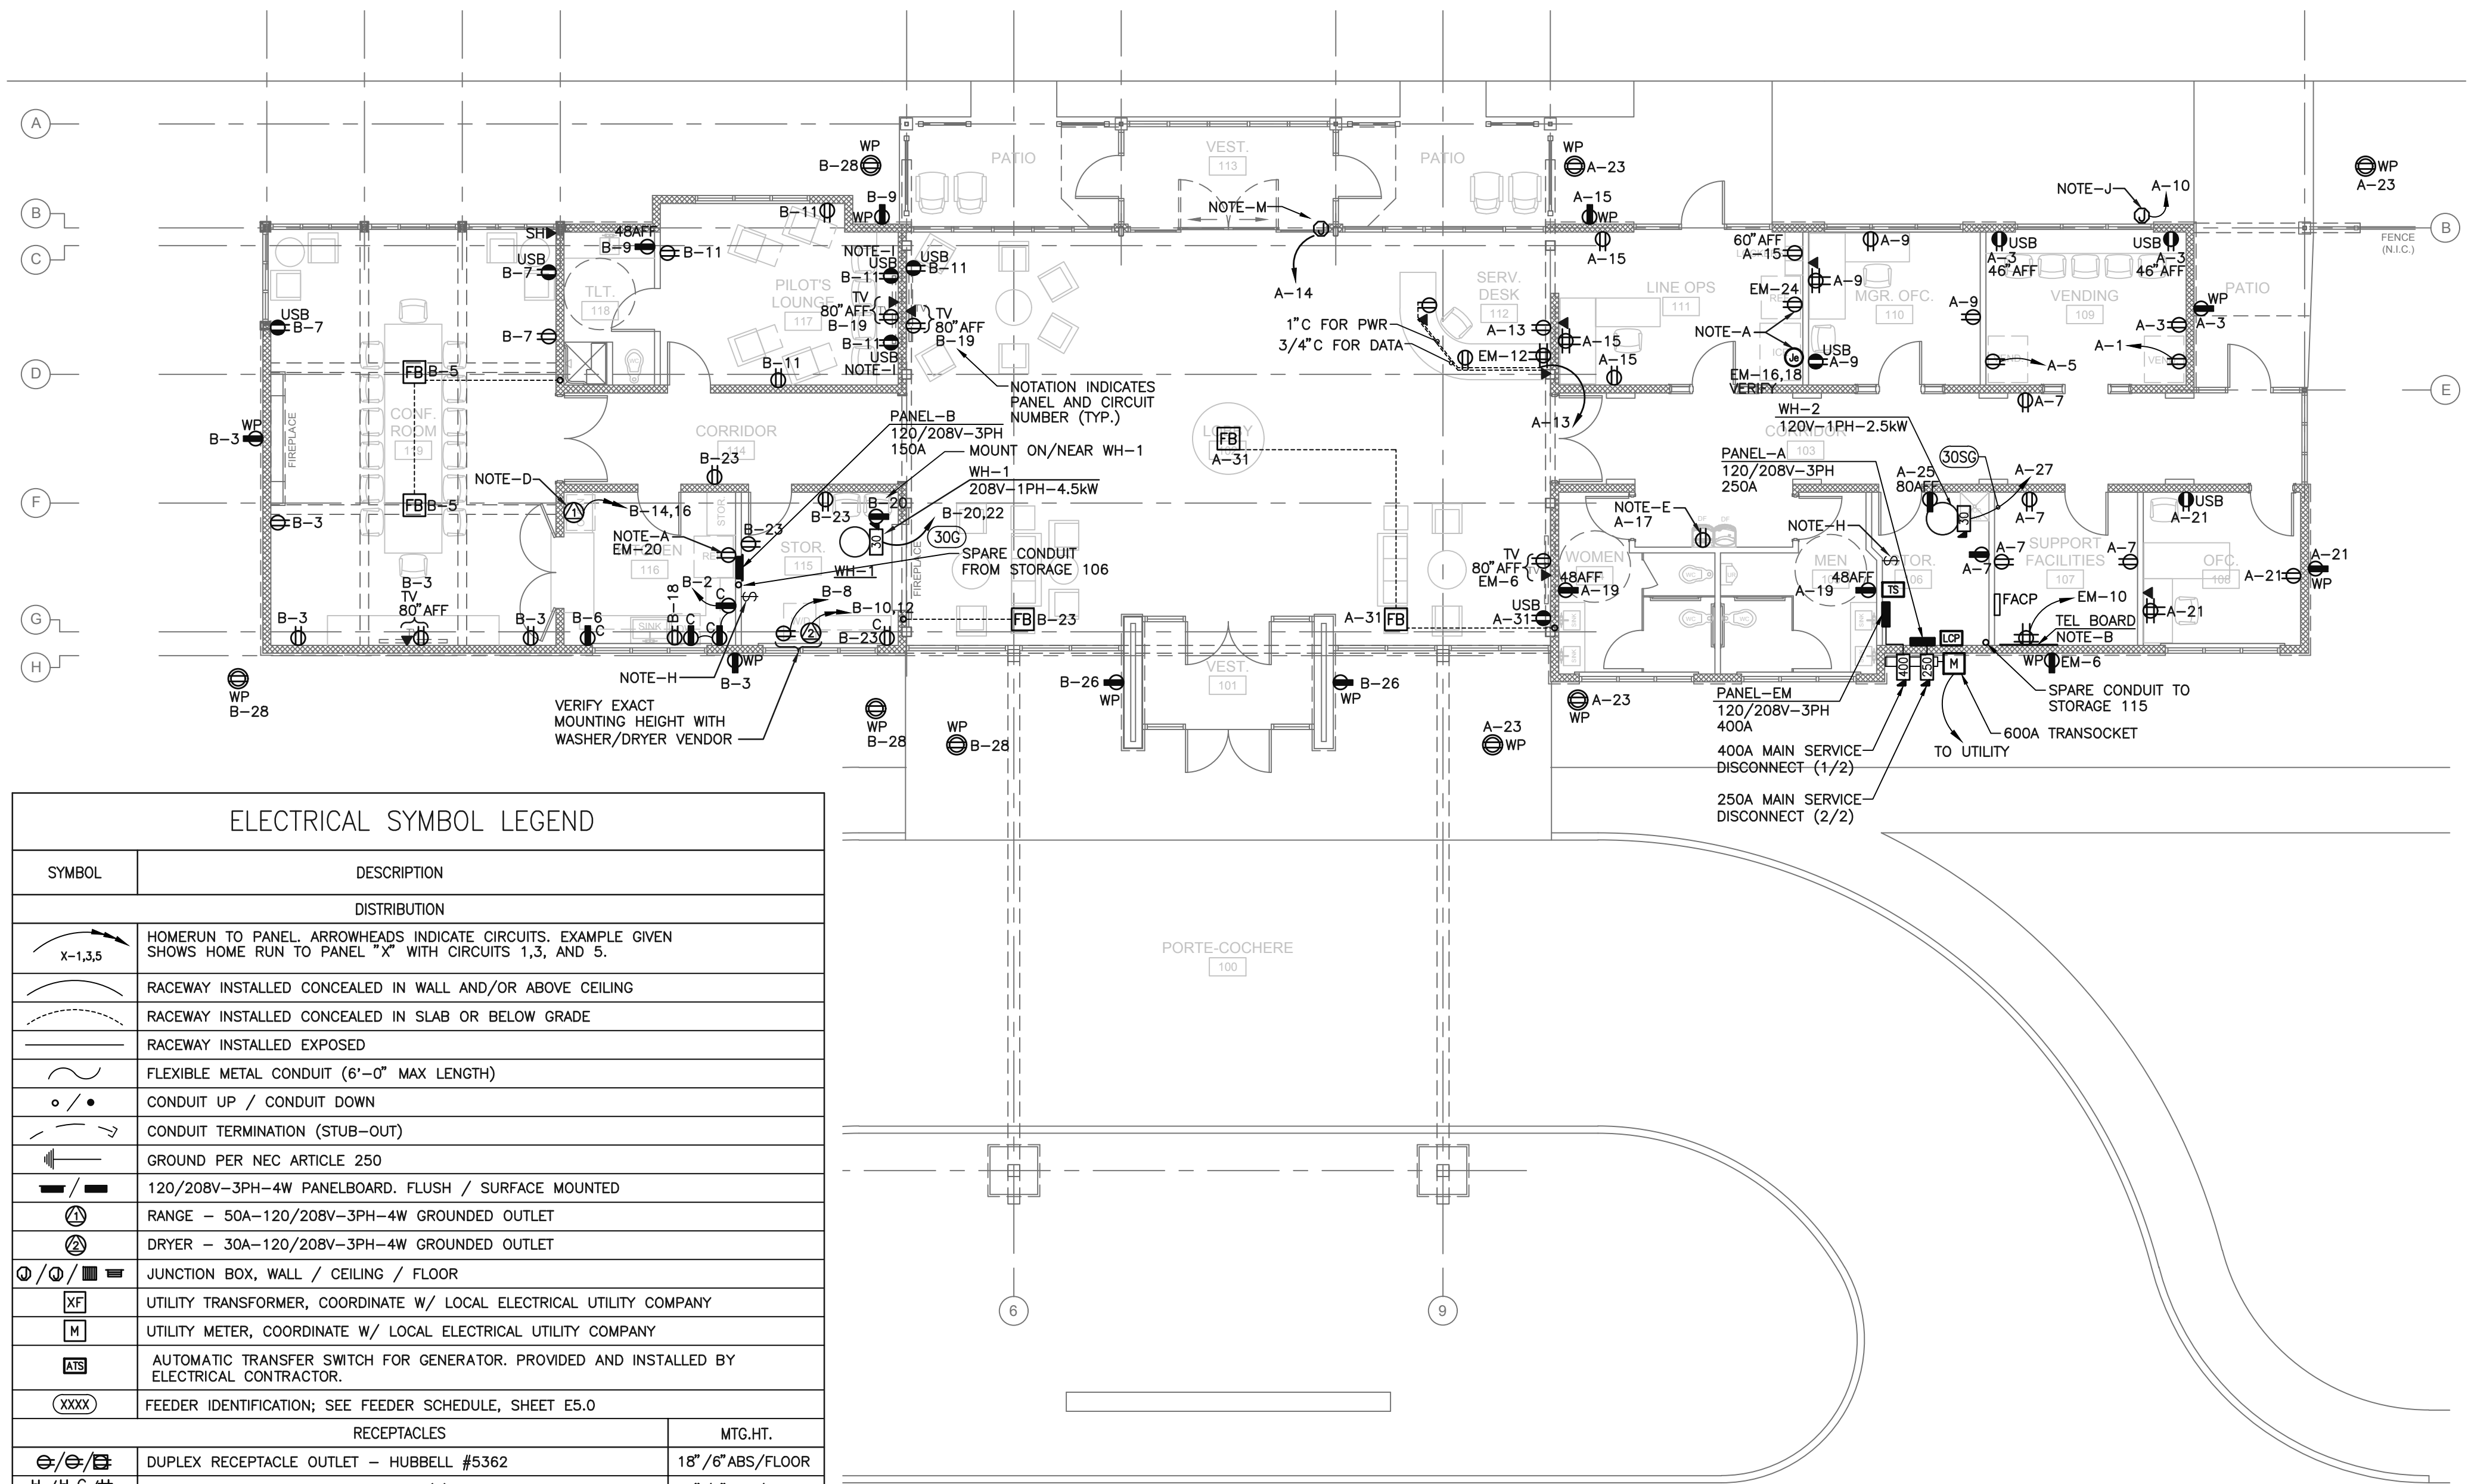 A
B
C
D
F
G
H
B
E
6
9
WP
B-28
B-9
WP
PATIO
VEST.
113
PATIO
WP
A-23
A-15
WP
A-15
NOTE-M
A-14
NOTE-J
A-10
WP
A-23
FENCE
(N.I.C.)
SH
48AFF
B-9
B-11
B-11
USB
B-7
USB
B-7
B-7
TLT.
118
PILOT'S
LOUNGE
117
NOTE-I
USB
B-11
TV
80"AFF
B-19
B-11
USB
NOTE-I
B-11
USB
B-11
TV
80"AFF
B-19
NOTATION INDICATES
PANEL AND CIRCUIT
NUMBER (TYP.)
1"C FOR PWR
3/4"C FOR DATA
SERV.
DESK
112
A-13
EM-12
A-13
A-15
A-15
LINE OPS
111
60"AFF
A-15
EM-24
NOTE-A
Je
EM-16,18
VERIFY
A-9
A-9
MGR. OFC.
110
USB
A-9
A-9
USB
A-3
46"AFF
USB
A-3
46"AFF
VENDING
109
A-3
A-1
A-5
WP
A-3
PATIO
A-7
FB
B-5
FB
B-5
CONF.
ROOM
119
FIREPLACE
WP
B-3
B-3
CORRIDOR
114
B-23
PANEL-B
120/208V-3PH
150A
MOUNT ON/NEAR WH-1
WH-1
208V-1PH-4.5kW
B-20
B-20,22
30
30G
SPARE CONDUIT
FROM STORAGE 106
FIREPLACE
WH-1
NOTE-D
1
B-14,16
NOTE-A
EM-20
116
STOR.
B-23
B-23
STOR.
115
B-2
C
B-8
B-10,12
2
C
B-23
B-3
TV
80"AFF
B-3
B-3
B-6
C
SINK
B-18
C
C
NOTE-H
WP
B-3
VERIFY EXACT
MOUNTING HEIGHT WITH
WASHER/DRYER VENDOR
FB
A-31
FB
B-23
A-31
FB
VEST.
101
B-26
WP
B-26
WP
WP
B-28
WP
B-28
WP
B-28
A-23
WP
A-23
WP
TV
80"AFF
EM-6
USB
A-31
WOMEN
48AFF
A-19
NOTE-E
A-17
MEN
48AFF
A-19
WH-2
120V-1PH-2.5kW
CORRIDOR
103
PANEL-A
120/208V-3PH
250A
30SG
A-25
80AFF
A-27
30
NOTE-H
TS
106
A-7
A-7
A-7
A-7
SUPPORT
FACILITIES
107
FACP
EM-10
TEL BOARD
NOTE-B
LCP
WP
EM-6
USB
A-21
OFC.
108
A-21
A-21
A-21
WP
400
250
M
PANEL-EM
120/208V-3PH
400A
400A MAIN SERVICE
DISCONNECT (1/2)
250A MAIN SERVICE
DISCONNECT (2/2)
TO UTILITY
600A TRANSOCKET
SPARE CONDUIT TO
STORAGE 115
PORTE-COCHERE
100
ELECTRICAL SYMBOL LEGEND
SYMBOL DESCRIPTION
DISTRIBUTION
X-1,3,5
HOMERUN TO PANEL. ARROWHEADS INDICATE CIRCUITS. EXAMPLE GIVEN
SHOWS HOME RUN TO PANEL "X" WITH CIRCUITS 1,3, AND 5.
RACEWAY INSTALLED CONCEALED IN WALL AND/OR ABOVE CEILING
RACEWAY INSTALLED CONCEALED IN SLAB OR BELOW GRADE
RACEWAY INSTALLED EXPOSED
FLEXIBLE METAL CONDUIT (6'-0" MAX LENGTH)
/ CONDUIT UP / CONDUIT DOWN
CONDUIT TERMINATION (STUB-OUT)
GROUND PER NEC ARTICLE 250
/ 120/208V-3PH-4W PANELBOARD. FLUSH / SURFACE MOUNTED
1 RANGE - 50A-120/208V-3PH-4W GROUNDED OUTLET
2 DRYER - 30A-120/208V-3PH-4W GROUNDED OUTLET
J / J / JUNCTION BOX, WALL / CEILING / FLOOR
XF UTILITY TRANSFORMER, COORDINATE W/ LOCAL ELECTRICAL UTILITY COMPANY
M UTILITY METER, COORDINATE W/ LOCAL ELECTRICAL UTILITY COMPANY
ATS AUTOMATIC TRANSFER SWITCH FOR GENERATOR. PROVIDED AND INSTALLED BY
ELECTRICAL CONTRACTOR.
XXXX FEEDER IDENTIFICATION; SEE FEEDER SCHEDULE, SHEET E5.0
RECEPTACLES MTG.HT.
DUPLEX RECEPTACLE OUTLET - HUBBELL #5362 18"/6"ABS/FLOOR